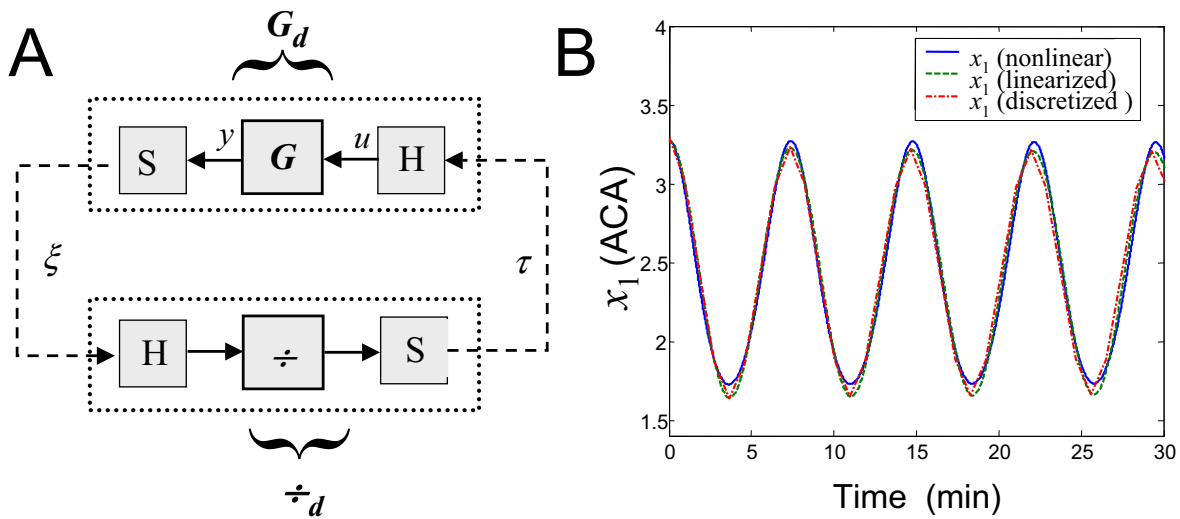 A
G_d
S
y
G
u
H
ξ
τ
H
÷
S
÷_d
B
x_1 (nonlinear)
x_1 (linearized)
x_1 (discretized )
4
3.5
3
2.5
2
1.5
x_1 (ACA)
0
5
10
15
20
25
30
Time (min)